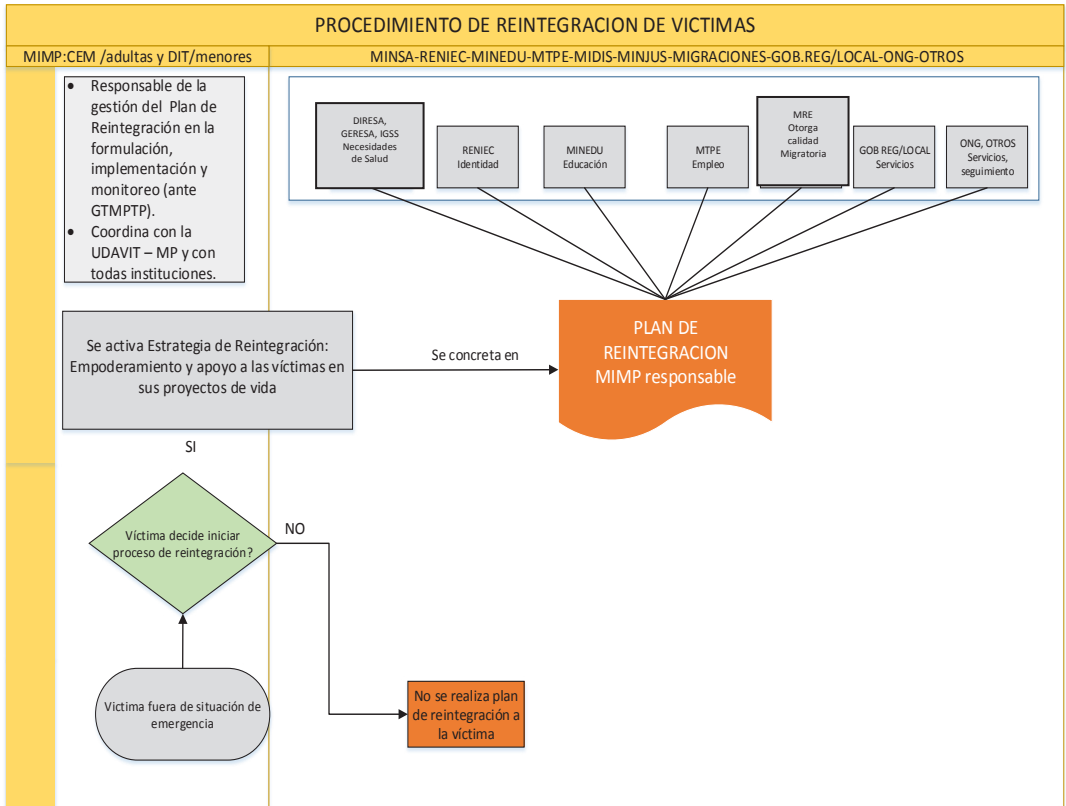 PROCEDIMIENTO DE REINTEGRACION DE VICTIMAS
MIMP:CEM /adultas y DIT/menores
MINSA-RENIEC-MINEDU-MTPE-MIDIS-MINJUS-MIGRACIONES-GOB.REG/LOCAL-ONG-OTROS
• Responsable de la
gestión del Plan de
Reintegración en la
formulación,
implementación y
monitoreo (ante
GTMPTP).
• Coordina con la
UDAVIT – MP y con
todas instituciones.
DIRESA,
GERESA, IGSS
Necesidades
de Salud
RENIEC
Identidad
MINEDU
Educación
MTPE
Empleo
MRE
Otorga
calidad
Migratoria
GOB REG/LOCAL
Servicios
ONG, OTROS
Servicios,
seguimiento
Se activa Estrategia de Reintegración:
Empoderamiento y apoyo a las víctimas en
sus proyectos de vida
Se concreta en
PLAN DE
REINTEGRACION
MIMP responsable
SI
Víctima decide iniciar
proceso de reintegración?
NO
Victima fuera de situación de
emergencia
No se realiza plan
de reintegración a
la víctima